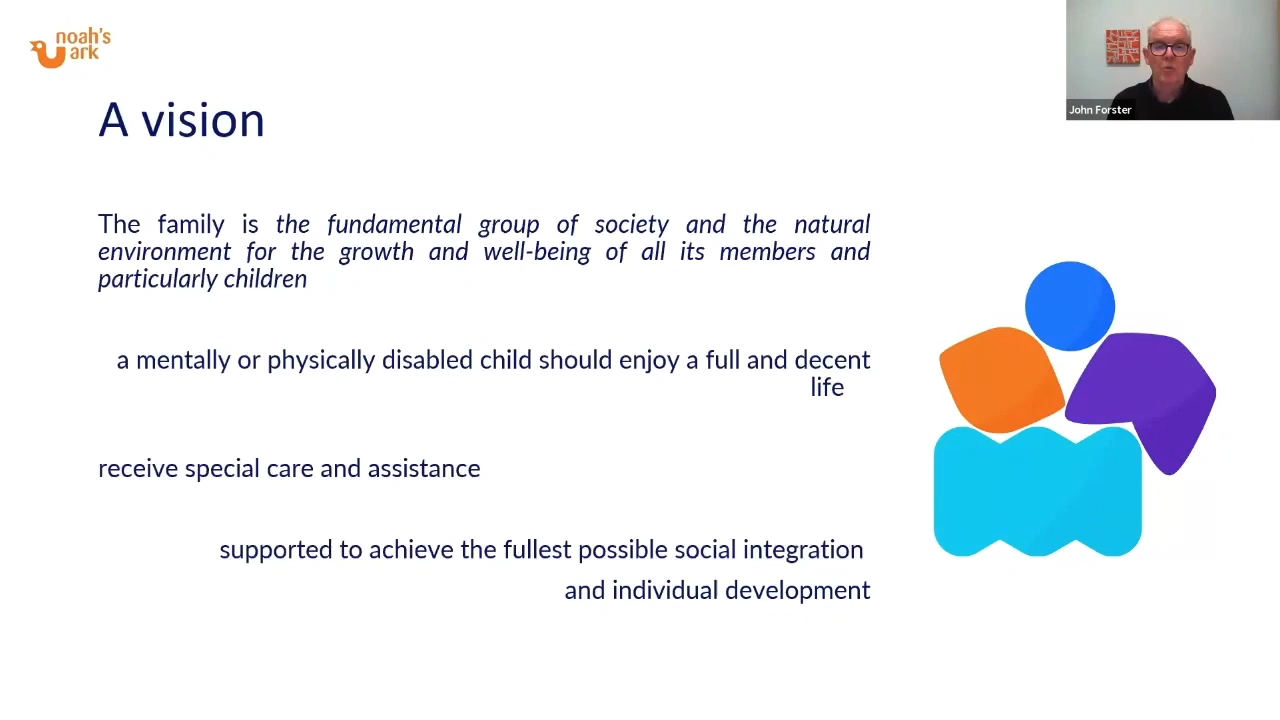 noah's
ark
John Forster
A vision
The family is the fundamental group of society and the natural
environment for the growth and well-being of all its members and
particularly children
a mentally or physically disabled child should enjoy a full and decent
life
receive special care and assistance
supported to achieve the fullest possible social integration
and individual development